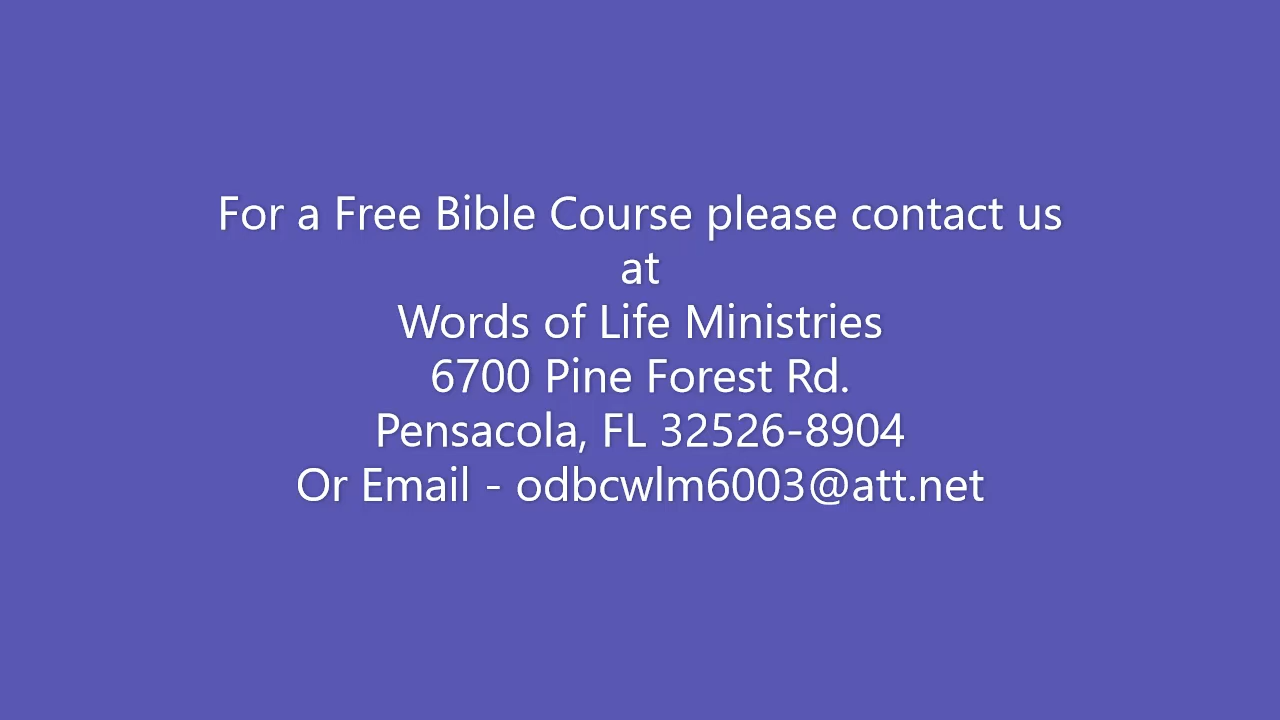 For a Free Bible Course please contact us
at
Words of Life Ministries
6700 Pine Forest Rd.
Pensacola, FL 32526-8904
Or Email - odbcwlm6003@att.net